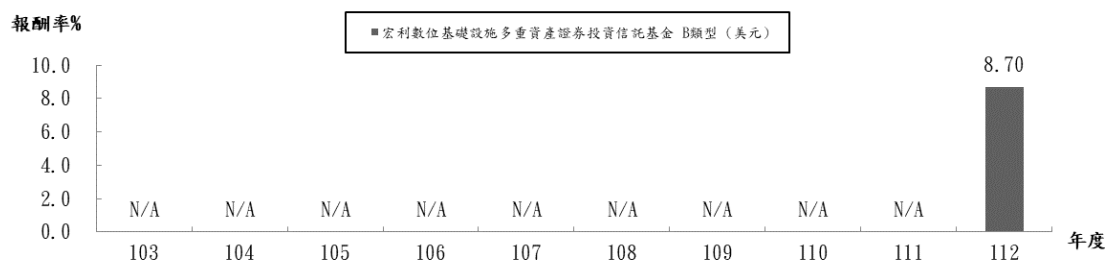 報酬率%
■宏利數位基礎設施多重資產證券投資信託基金 B類型 (美元)
10.0
8.0
6.0
4.0
2.0
0.0
8.70
N/A N/A N/A N/A N/A N/A N/A N/A N/A
103 104 105 106 107 108 109 110 111 112
年度